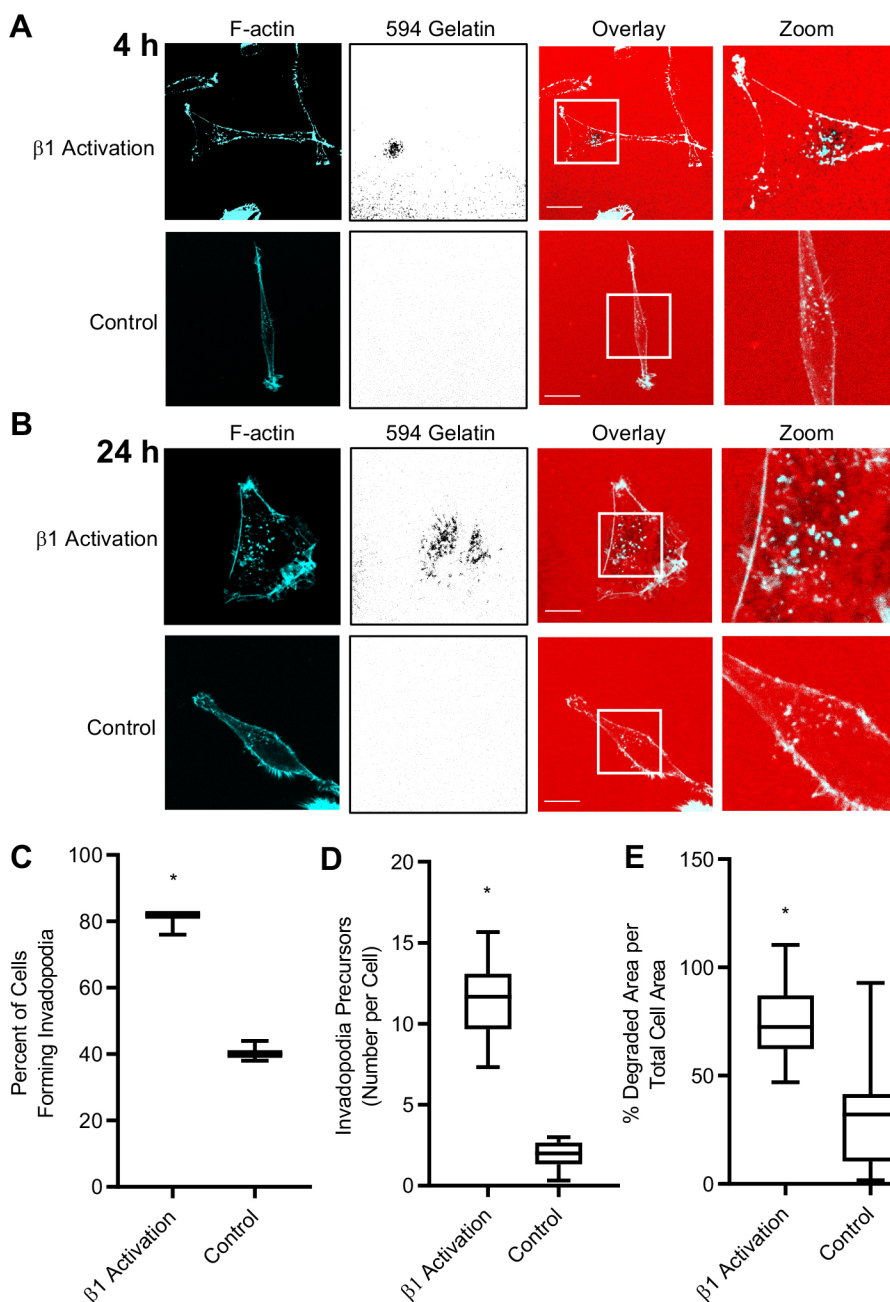 A
4 h
F-actin
594 Gelatin
Overlay
Zoom
β1 Activation
Control
B
24 h
F-actin
594 Gelatin
Overlay
Zoom
β1 Activation
Control
C
Percent of Cells
Forming Invadopodia
100
80
60
40
20
0
*
β1 Activation
Control
D
Invadopodia Precursors
(Number per Cell)
20
15
10
5
0
*
β1 Activation
Control
E
% Degraded Area per
Total Cell Area
150
100
50
0
*
β1 Activation
Control